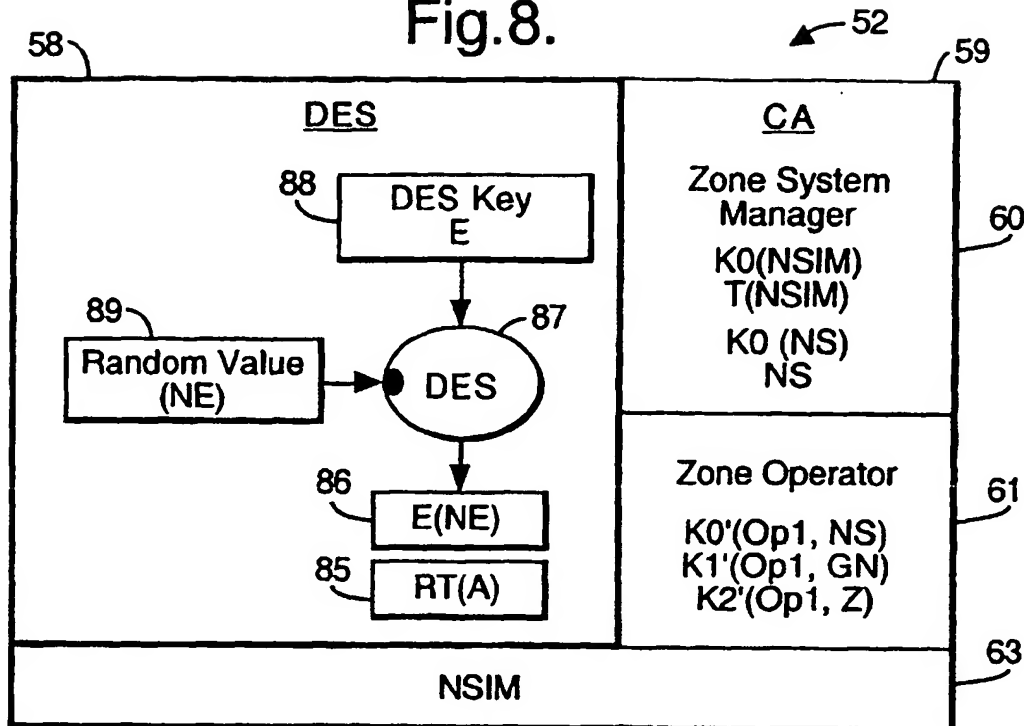 Fig.8.
52
58
59
DES
88
DES Key
E
87
89
Random Value
(NE)
DES
86
E(NE)
85
RT(A)
CA
Zone System
Manager
60
K0(NSIM)
T(NSIM)
K0 (NS)
NS
Zone Operator
61
K0'(Op1, NS)
K1'(Op1, GN)
K2'(Op1, Z)
63
NSIM